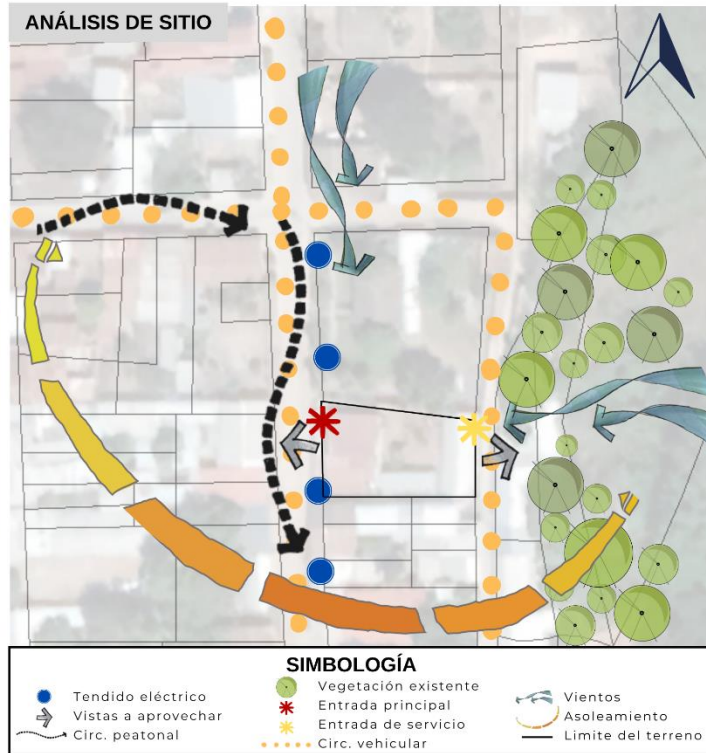 ANÁLISIS DE SITIO
SIMBOLOGÍA
Tendido eléctrico
Vistas a aprovechar
Circ. peatonal
Vegetación existente
Entrada principal
Entrada de servicio
Circ. vehicular
Vientos
Asoleamiento
Limite del terreno